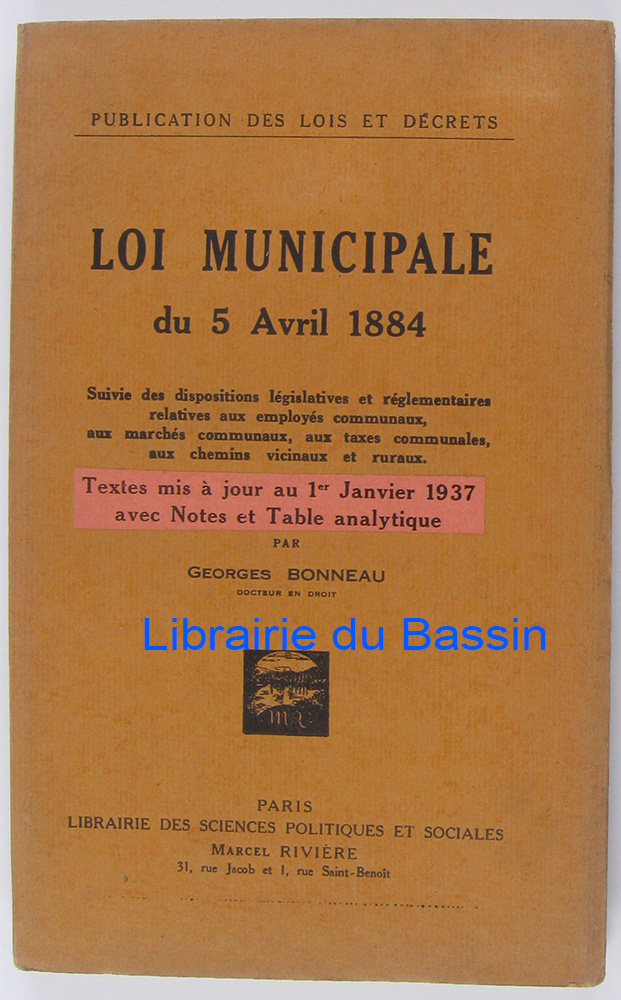 PUBLICATION DES LOIS ET DÉCRETS
LOI MUNICIPALE
du 5 Avril 1884
Suivie des dispositions législatives et réglementaires
relatives aux employés communaux,
aux marchés communaux, aux taxes communales,
aux chemins vicinaux et ruraux.
Textes mis à jour au 1er Janvier 1937
avec Notes et Table analytique
PAR
GEORGES BONNEAU
DOCTEUR EN DROIT
Librairie du Bassin
MR
PARIS
LIBRAIRIE DES SCIENCES POLITIQUES ET SOCIALES
MARCEL RIVIÈRE
31, rue Jacob et 1, rue Saint-Benoît